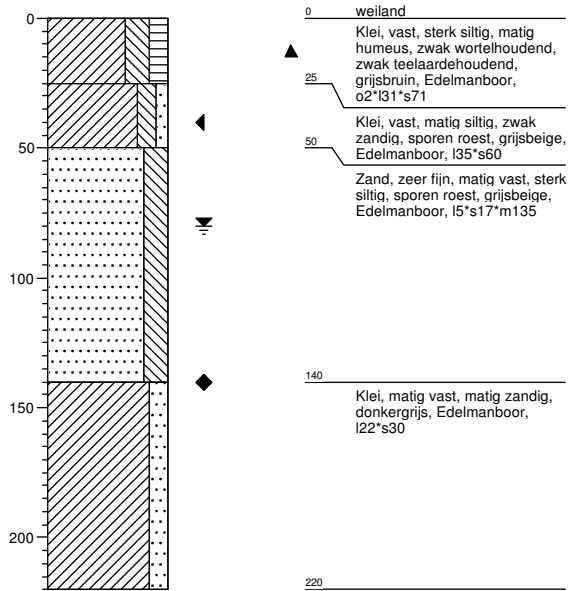 0
50
100
150
200
0 weiland
Klei, vast, sterk siltig, matig
humeus, zwak wortelhoudend,
zwak teelaardehoudend,
grijsbruin, Edelmanboor,
o2*l31*s71
25
Klei, vast, matig siltig, zwak
zandig, sporen roest, grijsbeige,
Edelmanboor, l35*s60
50
Zand, zeer fijn, matig vast, sterk
siltig, sporen roest, grijsbeige,
Edelmanboor, l5*s17*m135
140
Klei, matig vast, matig zandig,
donkergrijs, Edelmanboor,
l22*s30
220